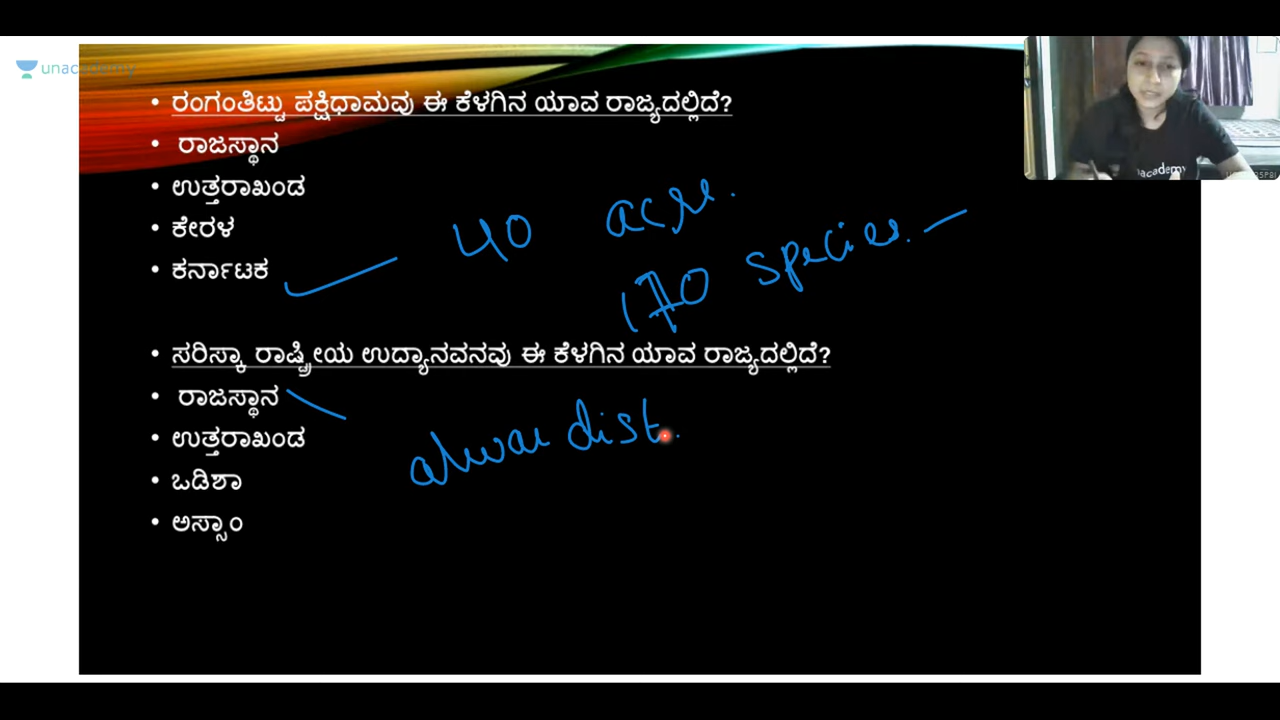 unacademy
• ರಂಗಂತಿಟ್ಟು ಪಕ್ಷಿಧಾಮವು ಈ ಕೆಳಗಿನ ಯಾವ ರಾಜ್ಯದಲ್ಲಿದೆ?
• ರಾಜಸ್ಥಾನ
• ಉತ್ತರಾಖಂಡ
• ಕೇರಳ
• ಕರ್ನಾಟಕ
40 acre.
170 species.
• ಸರಿಸ್ಕಾ ರಾಷ್ಟ್ರೀಯ ಉದ್ಯಾನವನವು ಈ ಕೆಳಗಿನ ಯಾವ ರಾಜ್ಯದಲ್ಲಿದೆ?
• ರಾಜಸ್ಥಾನ
• ಉತ್ತರಾಖಂಡ
• ಒಡಿಶಾ
• ಅಸ್ಸಾಂ
alwar dist.
unacademy